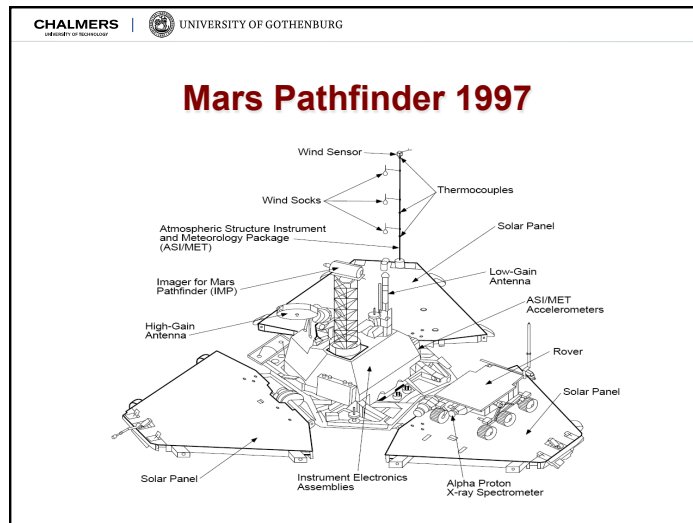 CHALMERS
UNIVERSITY OF TECHNOLOGY
UNIVERSITY OF GOTHENBURG
Mars Pathfinder 1997
Wind Sensor
Wind Socks
Thermocouples
Atmospheric Structure Instrument
and Meteorology Package
(ASI/MET)
Solar Panel
Imager for Mars
Pathfinder (IMP)
Low-Gain
Antenna
ASI/MET
Accelerometers
High-Gain
Antenna
Rover
Solar Panel
Solar Panel
Instrument Electronics
Assemblies
Alpha Proton
X-ray Spectrometer